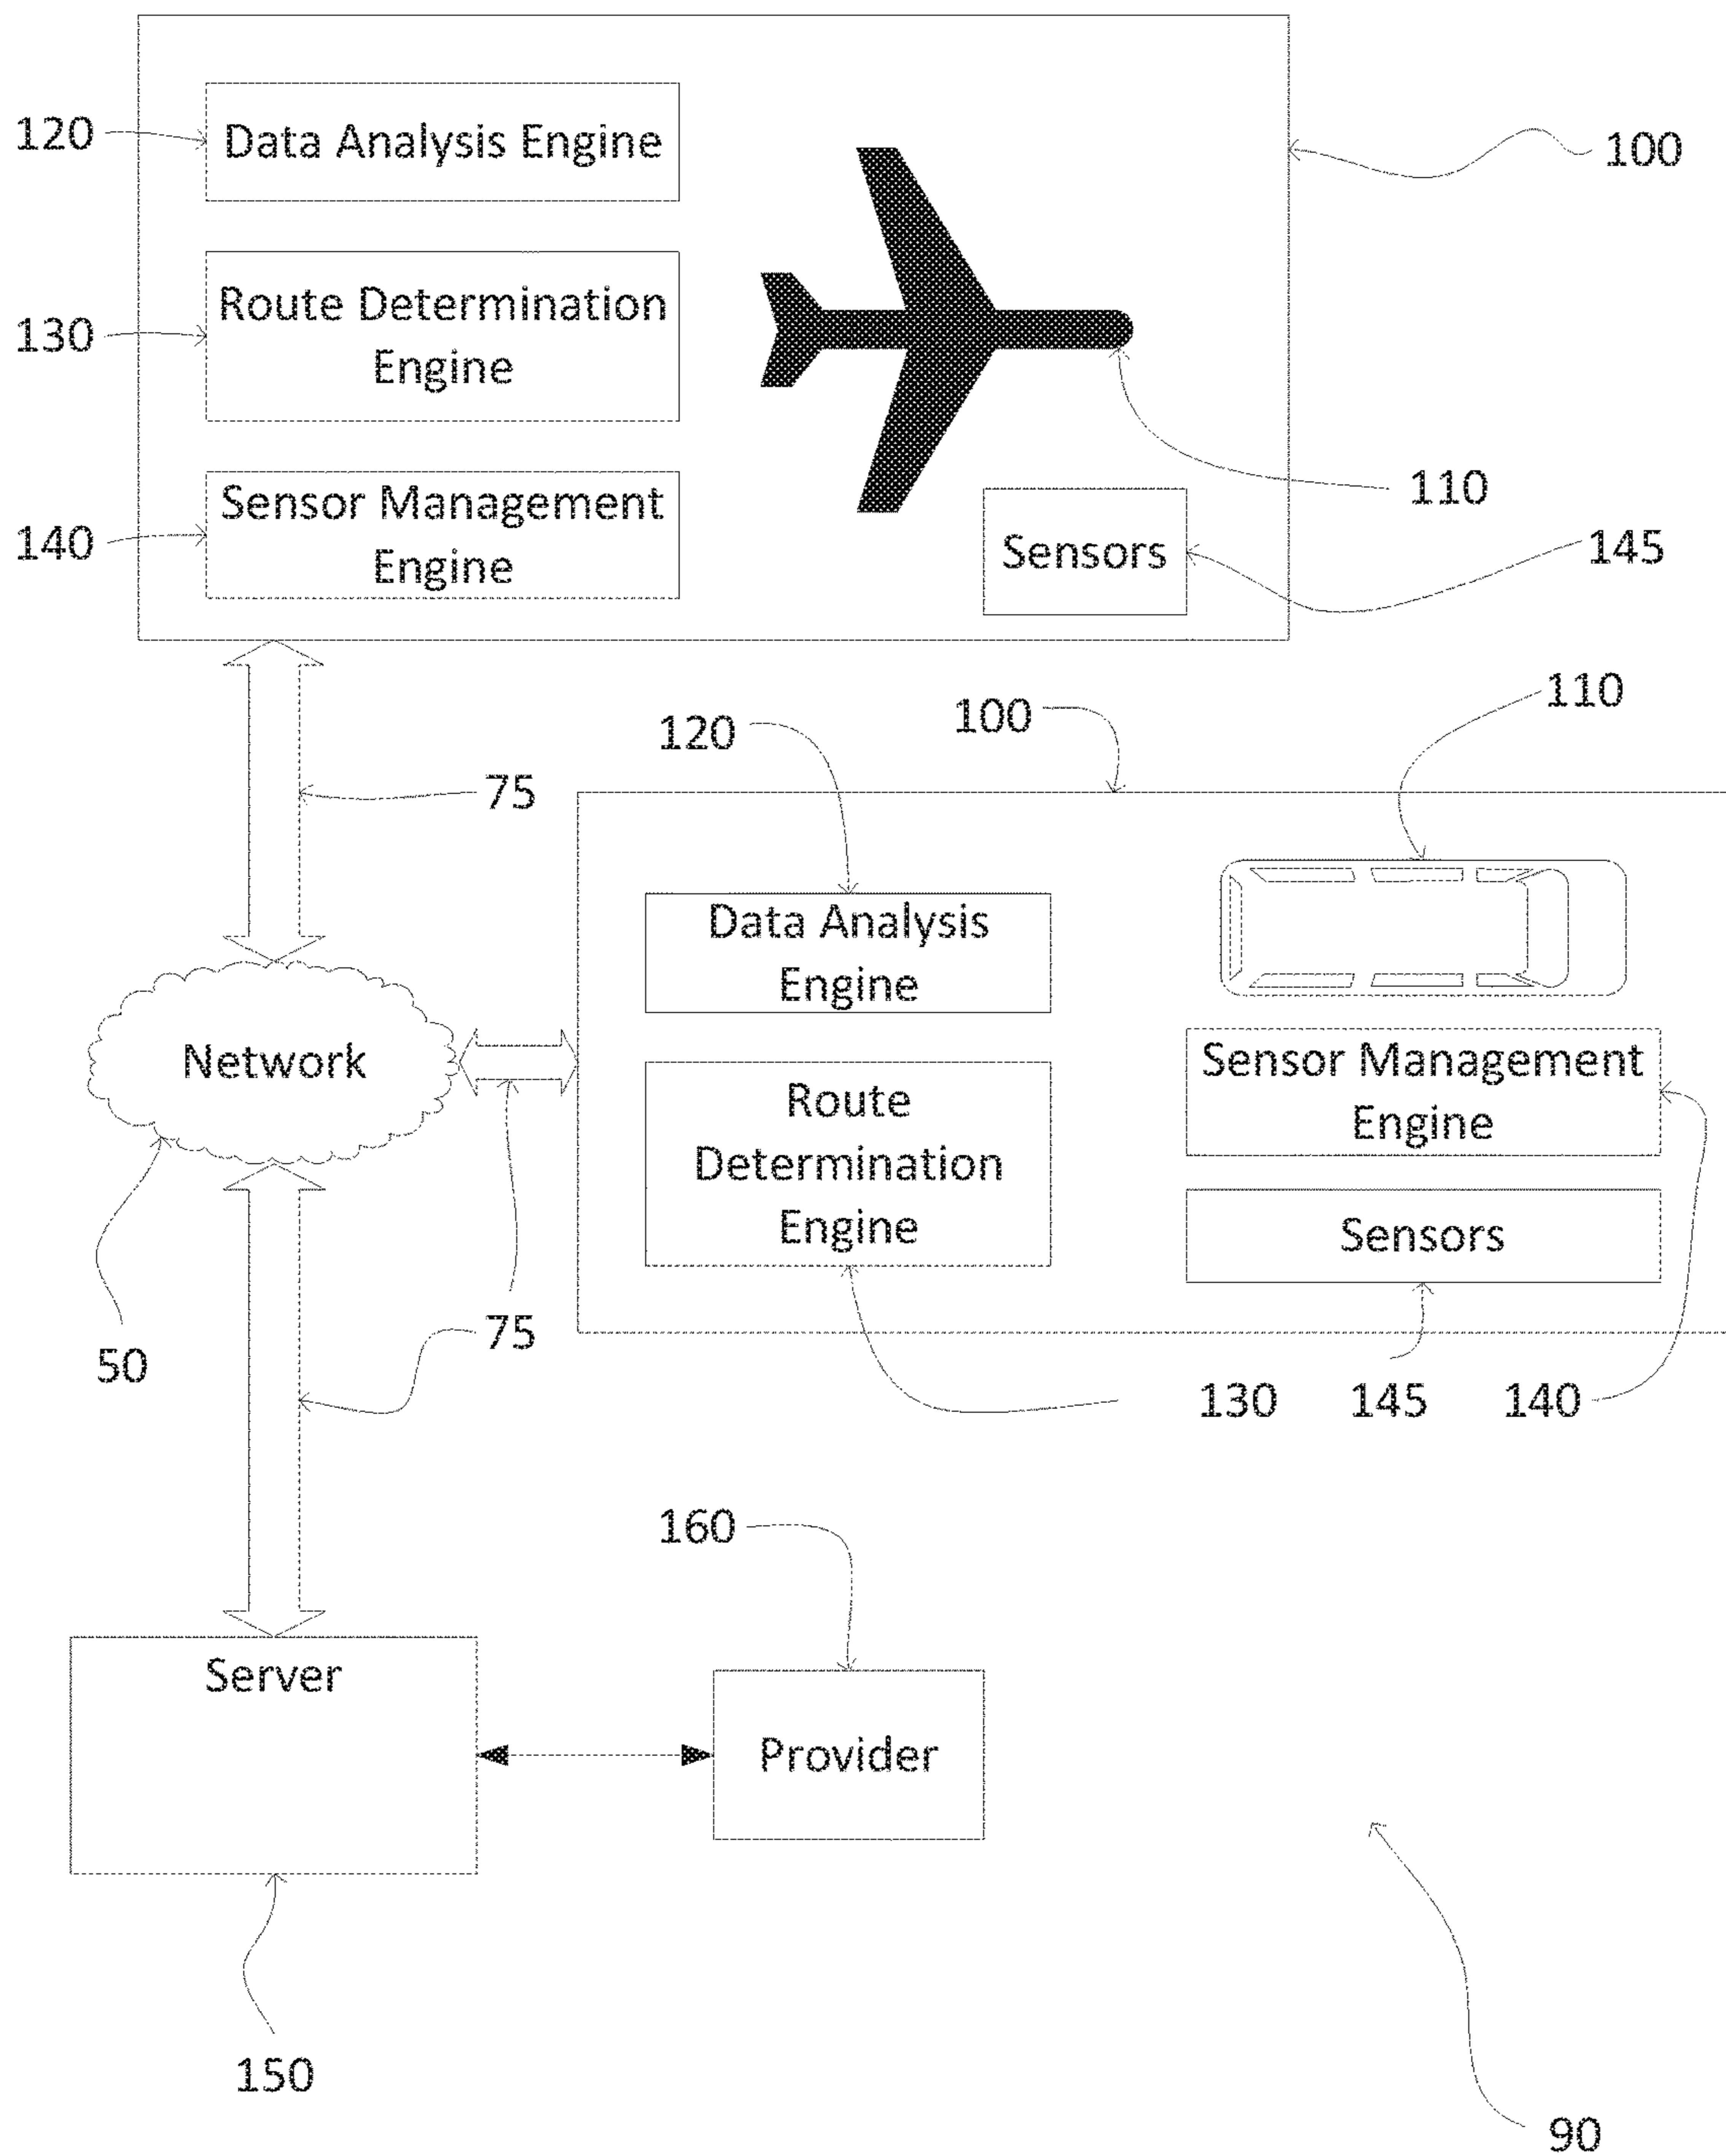 120
Data Analysis Engine
100
130
Route Determination
Engine
110
140
Sensor Management
Engine
Sensors
145
75
120
100
110
Data Analysis
Engine
Network
Sensor Management
Engine
Route
Determination
Engine
Sensors
50
75
130
145
140
160
Server
Provider
150
90